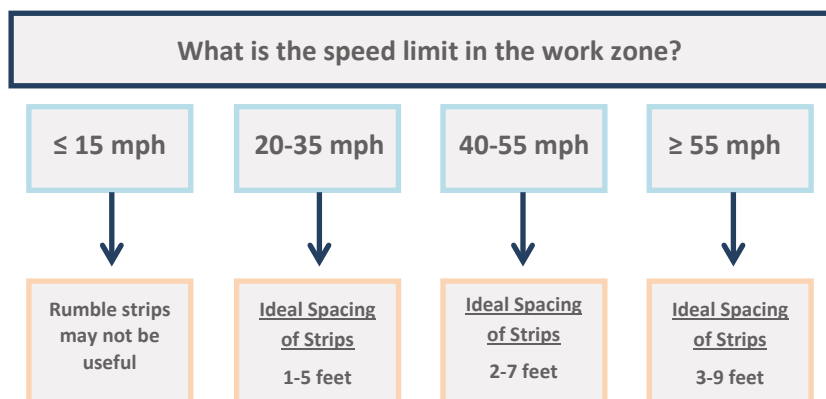 What is the speed limit in the work zone?
≤ 15 mph
20-35 mph
40-55 mph
≥ 55 mph
Rumble strips
may not be
useful
Ideal Spacing
of Strips
1-5 feet
Ideal Spacing
of Strips
2-7 feet
Ideal Spacing
of Strips
3-9 feet